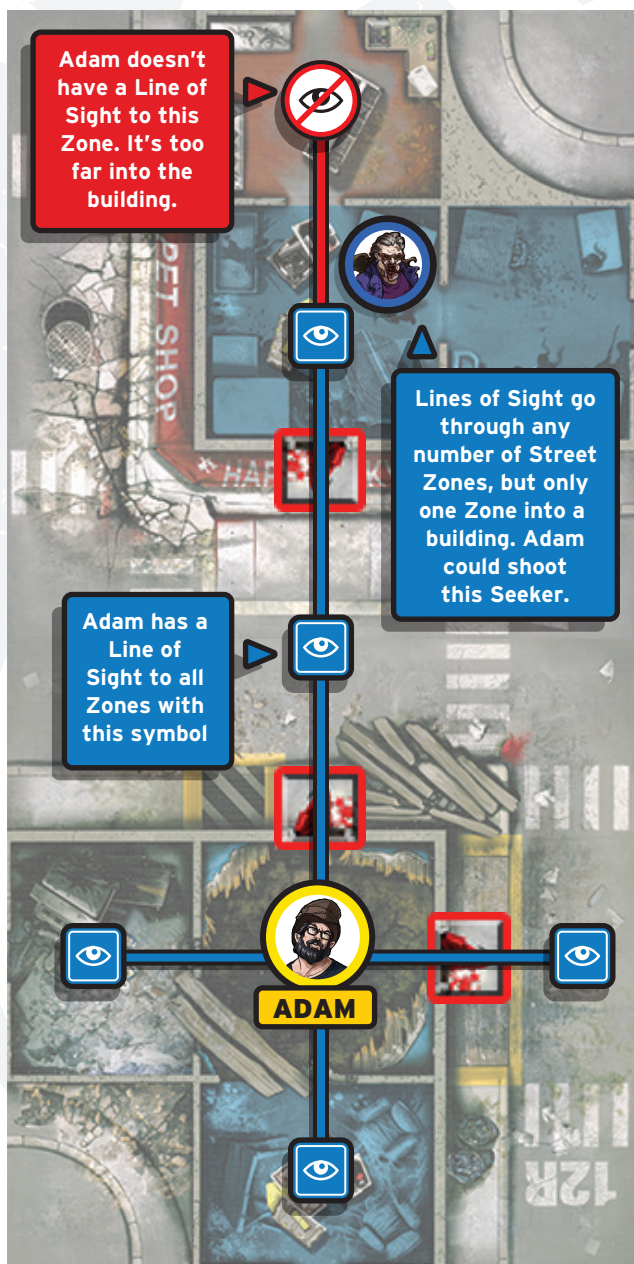 Adam doesn't
have a Line of
Sight to this
Zone. It's too
far into the
building.
PET SHOP
Lines of Sight go
through any
number of Street
Zones, but only
one Zone into a
building. Adam
could shoot
this Seeker.
Adam has a
Line of
Sight to all
Zones with
this symbol
ADAM
12R